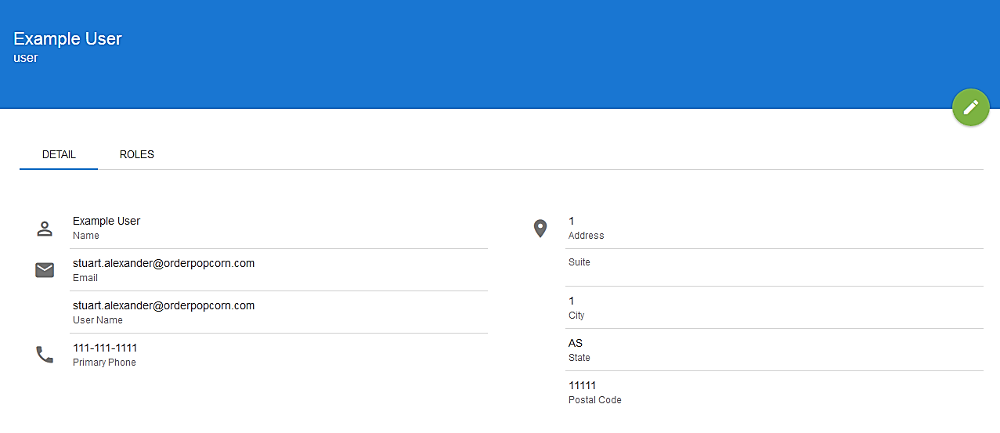 Example User
user
DETAIL
ROLES
Example User
Name
stuart.alexander@orderpopcorn.com
Email
stuart.alexander@orderpopcorn.com
User Name
111-111-1111
Primary Phone
1
Address
Suite
1
City
AS
State
11111
Postal Code